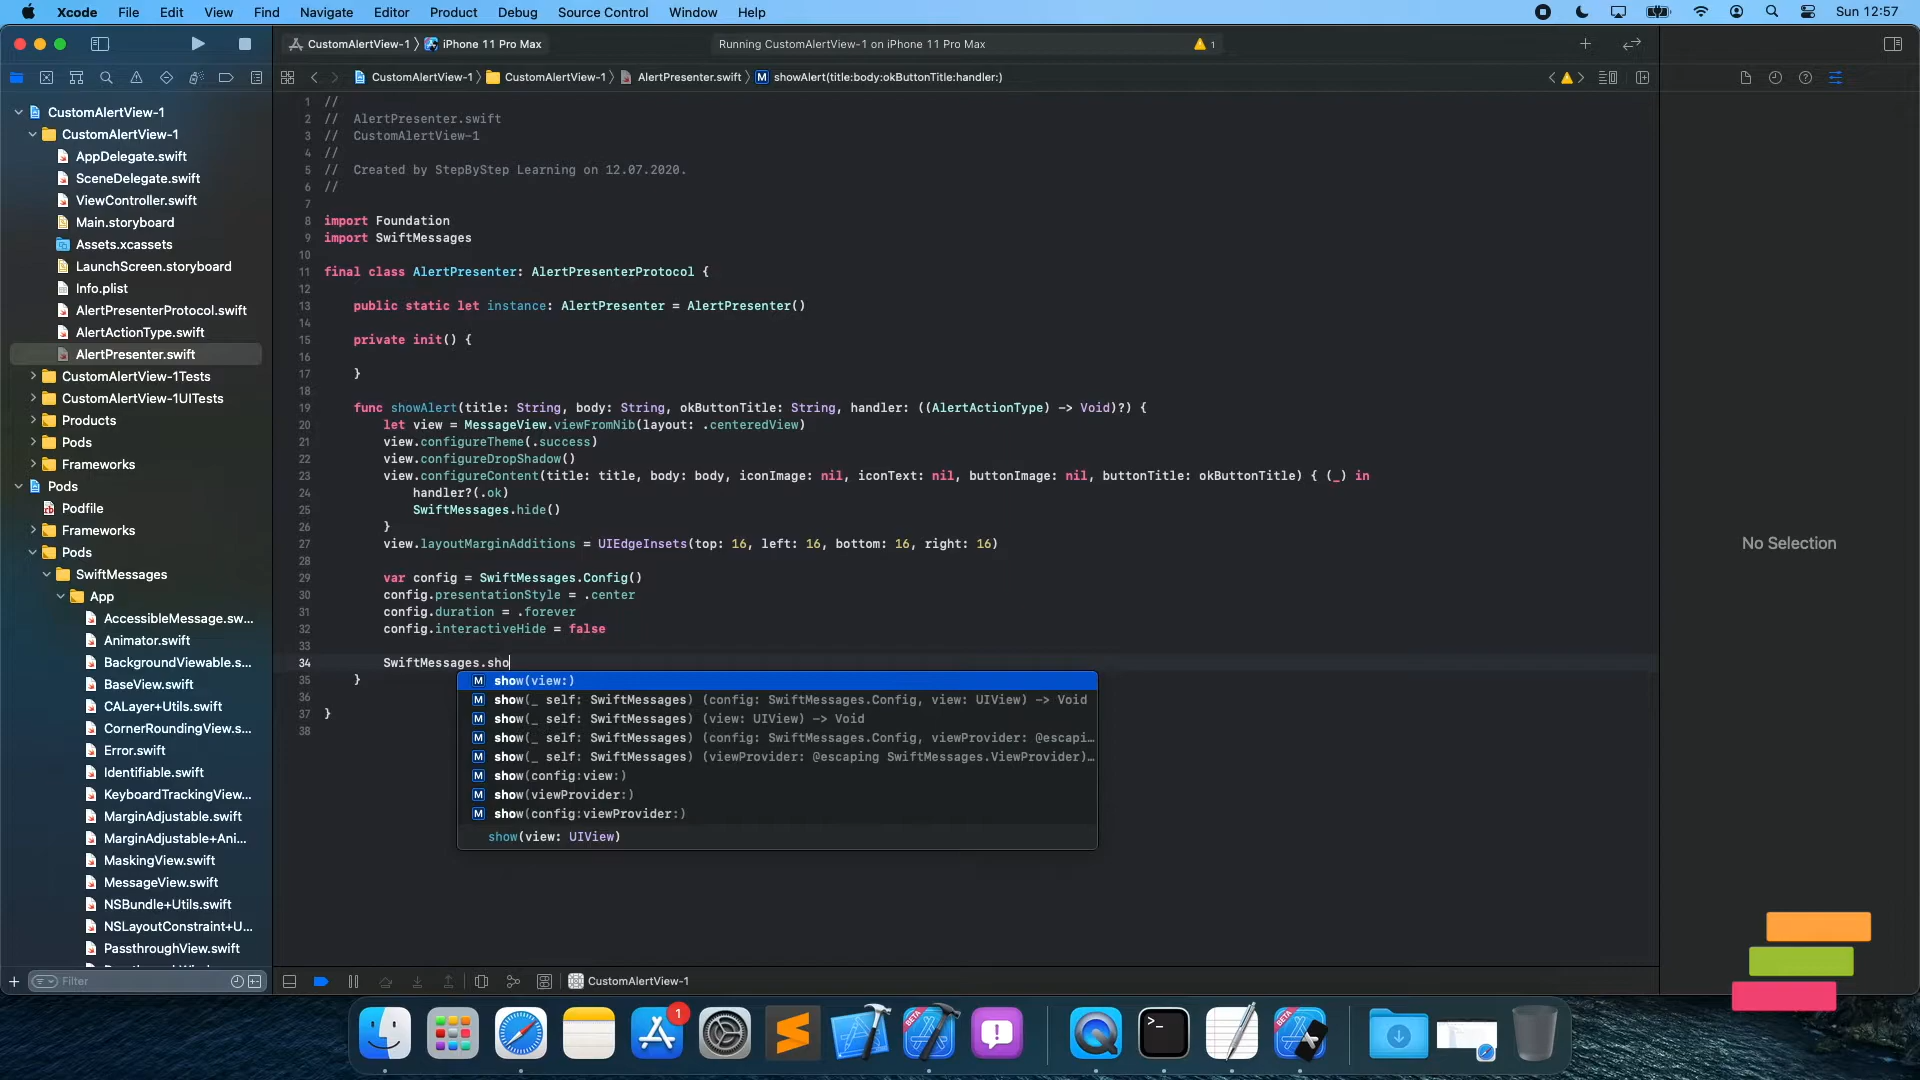 Xcode File Edit View Find Navigate Editor Product Debug Source Control Window Help Sun 12:57
CustomAlertView-1 iPhone 11 Pro Max Running CustomAlertView-1 on iPhone 11 Pro Max 1
CustomAlertView-1 CustomAlertView-1 AlertPresenter.swift M showAlert(title:body:okButtonTitle:handler:)
CustomAlertView-1
CustomAlertView-1
AppDelegate.swift
SceneDelegate.swift
ViewController.swift
Main.storyboard
Assets.xcassets
LaunchScreen.storyboard
Info.plist
AlertPresenterProtocol.swift
AlertActionType.swift
AlertPresenter.swift
CustomAlertView-1Tests
CustomAlertView-1UITests
Products
Pods
Frameworks
Pods
Podfile
Frameworks
Pods
SwiftMessages
App
AccessibleMessage.sw...
Animator.swift
BackgroundViewable.s...
BaseView.swift
CALayer+Utils.swift
CornerRoundingView.s...
Error.swift
Identifiable.swift
KeyboardTrackingView...
MarginAdjustable.swift
MarginAdjustable+Ani...
MaskingView.swift
MessageView.swift
NSBundle+Utils.swift
NSLayoutConstraint+U...
PassthroughView.swift
Filter
1 //
2 // AlertPresenter.swift
3 // CustomAlertView-1
4 //
5 // Created by StepByStep Learning on 12.07.2020.
6 //
7
8 import Foundation
9 import SwiftMessages
10
11 final class AlertPresenter: AlertPresenterProtocol {
12
13 public static let instance: AlertPresenter = AlertPresenter()
14
15 private init() {
16
17 }
18
19 func showAlert(title: String, body: String, okButtonTitle: String, handler: ((AlertActionType) -> Void)?) {
20 let view = MessageView.viewFromNib(layout: .centeredView)
21 view.configureTheme(.success)
22 view.configureDropShadow()
23 view.configureContent(title: title, body: body, iconImage: nil, iconText: nil, buttonImage: nil, buttonTitle: okButtonTitle) { (_) in
24 handler?(.ok)
25 SwiftMessages.hide()
26 }
27 view.layoutMarginAdditions = UIEdgeInsets(top: 16, left: 16, bottom: 16, right: 16)
28
29 var config = SwiftMessages.Config()
30 config.presentationStyle = .center
31 config.duration = .forever
32 config.interactiveHide = false
33
34 SwiftMessages.sho
35 }
36
37 }
38
M show(view:)
M show(_ self: SwiftMessages) (config: SwiftMessages.Config, view: UIView) -> Void
M show(_ self: SwiftMessages) (view: UIView) -> Void
M show(_ self: SwiftMessages) (config: SwiftMessages.Config, viewProvider: @escapi...
M show(_ self: SwiftMessages) (viewProvider: @escaping SwiftMessages.ViewProvider)...
M show(config:view:)
M show(viewProvider:)
M show(config:viewProvider:)
show(view: UIView)
No Selection
CustomAlertView-1
1
BETA
BETA